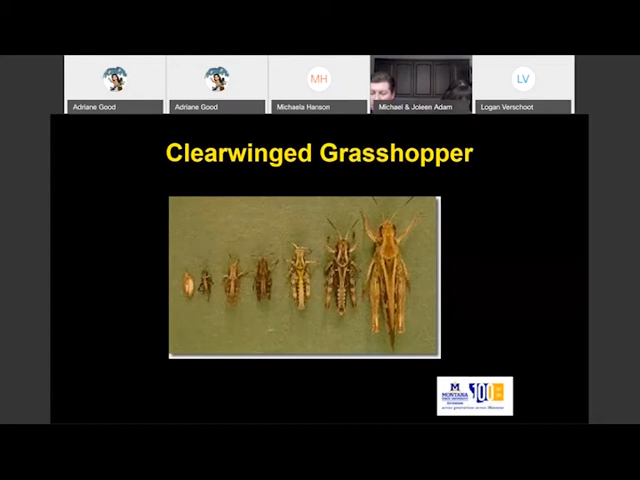 MH
LV
Adriane Good
Adriane Good
Michaela Hanson
Michael & Joleen Adam
Logan Verschoot
Clearwinged Grasshopper
M
MONTANA
100